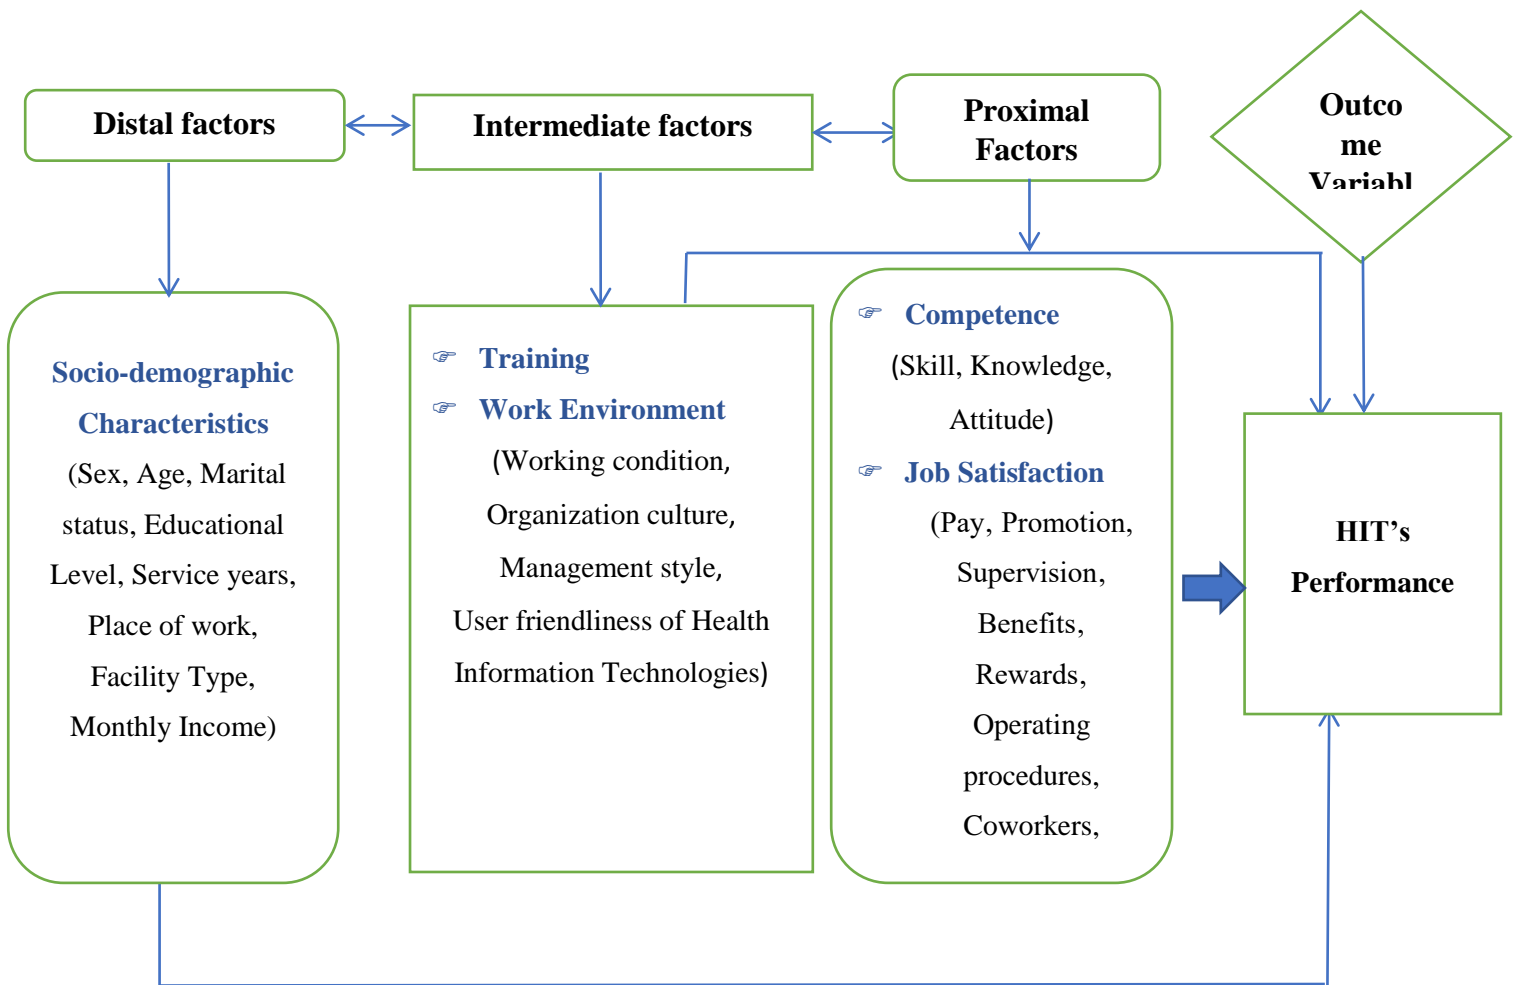 Distal factors
Intermediate factors
Proximal
Factors
Outco
me
Variabl
Socio-demographic
Characteristics
(Sex, Age, Marital
status, Educational
Level, Service years,
Place of work,
Facility Type,
Monthly Income)
☞ Training
☞ Work Environment
(Working condition,
Organization culture,
Management style,
User friendliness of Health
Information Technologies)
☞ Competence
(Skill, Knowledge,
Attitude)
☞ Job Satisfaction
(Pay, Promotion,
Supervision,
Benefits,
Rewards,
Operating
procedures,
Coworkers,
HIT’s
Performance